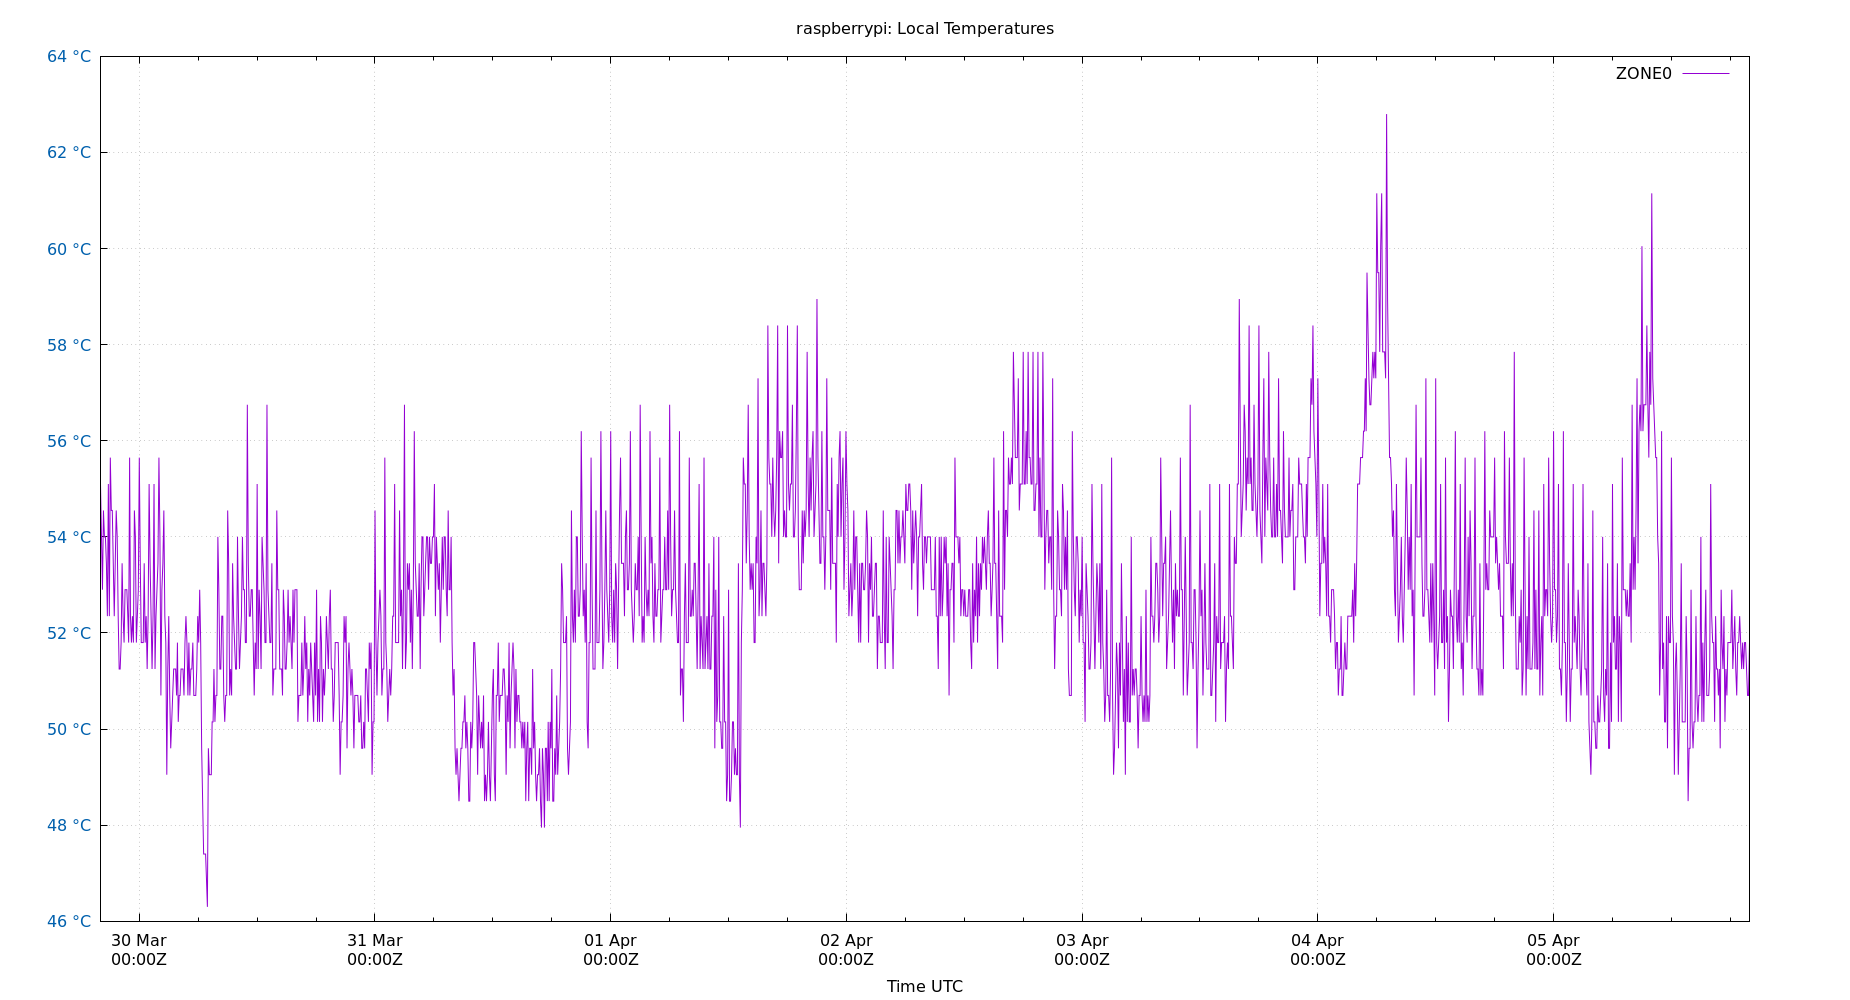 raspberrypi: Local Temperatures
64 °C
ZONE0
62 °C
60 °C
58 °C
56 °C
54 °C
52 °C
50 °C
48 °C
46 °C
30 Mar 31 Mar 01 Apr 02 Apr 03 Apr 04 Apr 05 Apr
00:00Z 00:00Z 00:00Z 00:00Z 00:00Z 00:00Z 00:00Z
Time UTC